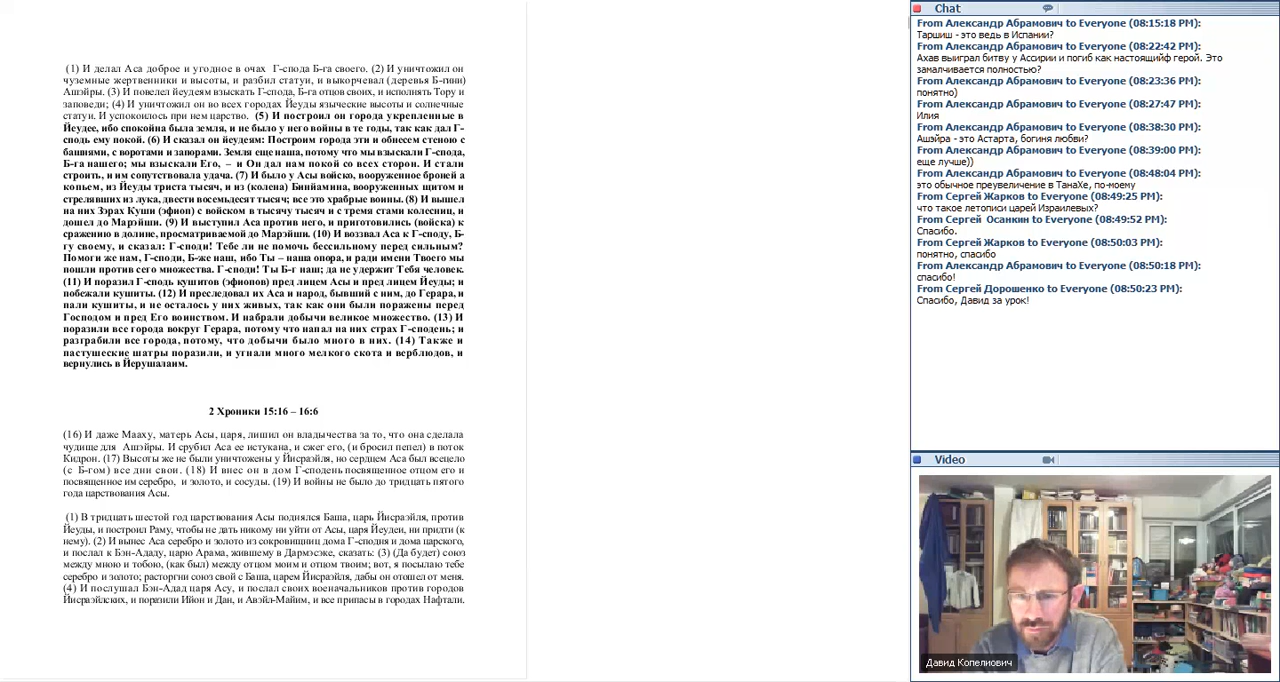 (1) И делал Аса доброе и угодное в очах Г-спода Б-га своего. (2) И уничтожил он
чуземные жертвенники и высоты, и разбил статуи, и выкорчевал (деревья Б-гини)
Ашэйры. (3) И повелел йеудеям взыскать Г-спода, Б-га отцов своих, и исполнять Тору и
заповеди; (4) И уничтожил он во всех городах Йеуды языческие высоты и солнечные
статуи. И успокоилось при нем царство. (5) И построил он города укрепленные в
Йеудее, ибо спокойна была земля, и не было у него войны в те годы, так как дал Г-
сподь ему покой. (6) И сказал он йеудеям: Построим города эти и обнесем стеною с
башнями, с воротами и запорами. Земля еще наша, потому что мы взыскали Г-спода,
Б-га нашего; мы взыскали Его, – и Он дал нам покой со всех сторон. И стали
строить, и им сопутствовала удача. (7) И было у Асы войско, вооруженное броней а
копьем, из Йеуды триста тысяч, и из (колена) Бинйамина, вооруженных щитом и
стрелявших из лука, двести восемьдесят тысяч; все это храбрые воины. (8) И вышел
на них Зэрах Куши (эфиоп) с войском в тысячу тысяч и с тремя стами колесниц, и
дошел до Марэйши. (9) И выступил Аса против него, и приготовились (войска) к
сражению в долине, просматриваемой до Марэйши. (10) И воззвал Аса к Г-споду, Б-
гу своему, и сказал: Г-споди! Тебе ли не помочь бессильному перед сильным?
Помоги же нам, Г-споди, Б-же наш, ибо Ты – наша опора, и ради имени Твоего мы
пошли против сего множества. Г-споди! Ты Б-г наш; да не удержит Тебя человек.
(11) И поразил Г-сподь кушитов (эфиопов) пред лицем Асы и пред лицем Йеуды; и
побежали кушиты. (12) И преследовал их Аса и народ, бывший с ним, до Герара, и
пали кушиты, и не осталось у них живых, так как они были поражены перед
Господом и пред Его воинством. И набрали добычи великое множество. (13) И
поразили все города вокруг Герара, потому что напал на них страх Г-сподень; и
разграбили все города, потому, что добычи было много в них. (14) Также и
пастушеские шатры поразили, и угнали много мелкого скота и верблюдов, и
вернулись в Йерушалаим.
2 Хроники 15:16 – 16:6
(16) И даже Мааху, матерь Асы, царя, лишил он владычества за то, что она сделала
чудище для Ашэйры. И срубил Аса ее истукана, и сжег его, (и бросил пепел) в поток
Кидрон. (17) Высоты же не были уничтожены у Йисраэйля, но сердцем Аса был всецело
(с Б-гом) все дни свои. (18) И внес он в дом Г-сподень посвященное отцом его и
посвященное им серебро, и золото, и сосуды. (19) И войны не было до тридцать пятого
года царствования Асы.
(1) В тридцать шестой год царствования Асы поднялся Баша, царь Йисраэйля, против
Йеуды, и построил Раму, чтобы не дать никому ни уйти от Асы, царя Йеудеи, ни придти (к
нему). (2) И вынес Аса серебро и золото из сокровищниц дома Г-сподня и дома царского,
и послал к Бэн-Ададу, царю Арама, жившему в Дармэсэке, сказать: (3) (Да будет) союз
между мною и тобою, (как был) между отцом моим и отцом твоим; вот, я посылаю тебе
серебро и золото; расторгни союз свой с Баша, царем Йисраэйля, дабы он отошел от меня.
(4) И послушал Бэн-Адад царя Асу, и послал своих военачальников против городов
Йисраэйлских, и поразили Ийон и Дан, и Авэйл-Майим, и все припасы в городах Нафтали.
Chat
From Александр Абрамович to Everyone (08:15:18 PM):
Таршиш - это ведь в Испании?
From Александр Абрамович to Everyone (08:22:42 PM):
Ахав выиграл битву у Ассирии и погиб как настоящийф герой. Это
замалчивается полностью?
From Александр Абрамович to Everyone (08:23:36 PM):
понятно)
From Александр Абрамович to Everyone (08:27:47 PM):
Илия
From Александр Абрамович to Everyone (08:38:30 PM):
Ашэйра - это Астарта, богиня любви?
From Александр Абрамович to Everyone (08:39:00 PM):
еще лучше))
From Александр Абрамович to Everyone (08:48:04 PM):
это обычное преувеличение в ТанаХе, по-моему
From Сергей Жарков to Everyone (08:49:25 PM):
что такое летописи царей Израилевых?
From Сергей Осанкин to Everyone (08:49:52 PM):
Спасибо.
From Сергей Жарков to Everyone (08:50:03 PM):
понятно, спасибо
From Александр Абрамович to Everyone (08:50:18 PM):
спасибо!
From Сергей Дорошенко to Everyone (08:50:23 PM):
Спасибо, Давид за урок!
Video
Давид Копелиович